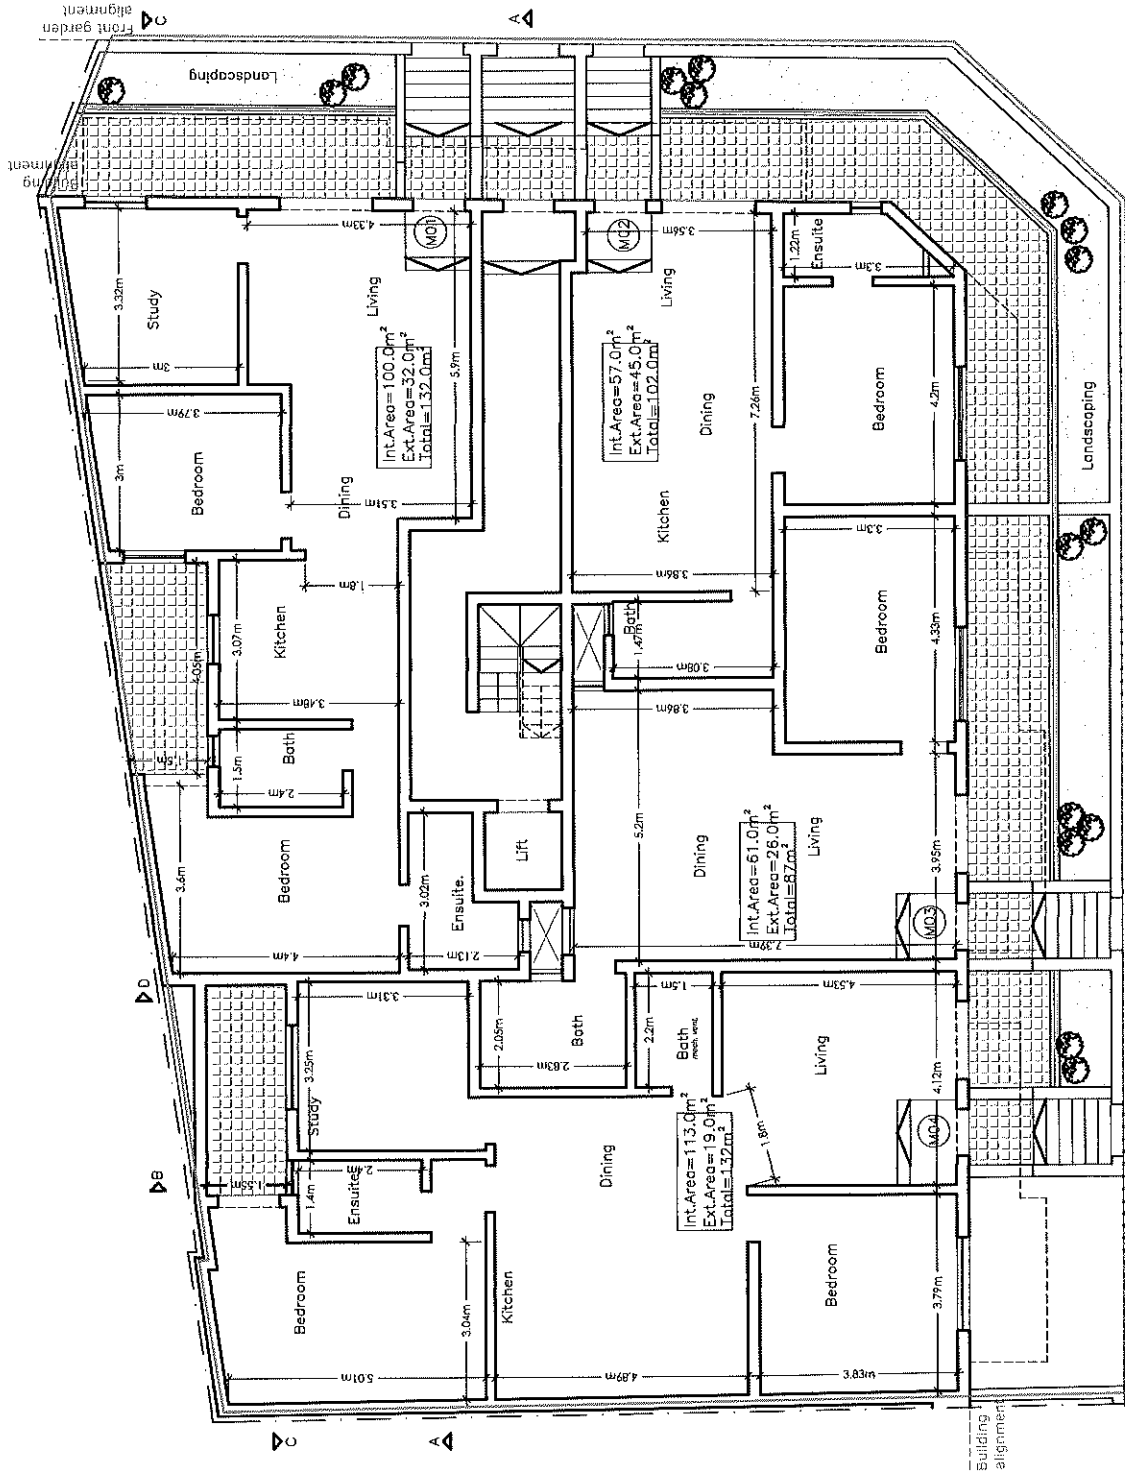 Front garden
alignment
C
A
Landscaping
Building
alignment
3.32m
Study
3m
4.33m
M01
Living
Int.Area=100.0m²
Ext.Area=32.0m²
Total=132.0m²
5.9m
3.79m
3m
Bedroom
Dining
3.51m
M02
3.56m
Living
1.22m
Ensuite
3.3m
Int.Area=57.0m²
Ext.Area=45.0m²
Total=102.0m²
7.26m
Dining
Kitchen
3.86m
Bedroom
4.2m
Landscaping
1.8m
Kitchen
3.07m
4.05m
3.48m
Bath
1.5m
2.4m
1.5m
Bath
1.47m
3.08m
3.3m
Bedroom
4.33m
3.86m
3.6m
Bedroom
4.4m
Lift
3.02m
Ensuite.
2.13m
5.2m
Dining
Int.Area=61.0m²
Ext.Area=26.0m²
Total=87m²
Living
7.39m
3.95m
M03
D
3.31m
3.25m
Study
2.05m
Bath
2.83m
1.5m
2.2m
Bath
mech. vent.
4.53m
Living
4.12m
M04
B
1.55m
2.4m
1.4m
Ensuite
Dining
1.8m
Int.Area=113.0m²
Ext.Area=19.0m²
Total=132m²
Bedroom
5.01m
3.04m
Kitchen
4.89m
Bedroom
3.83m
3.79m
C
A
Building
alignment